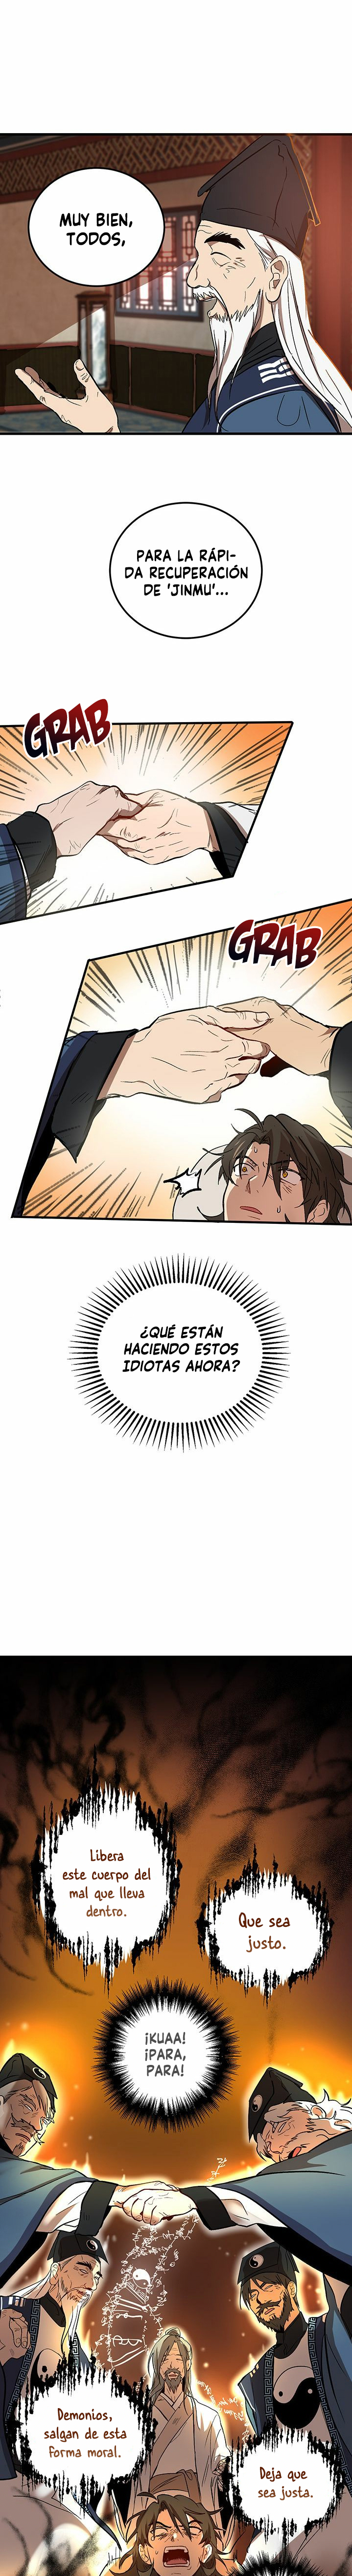 MUY BIEN,
TODOS,
PARA LA RÁPI-
DA RECUPERACIÓN
DE 'JINMU'...
GRAB
GRAB
¿QUÉ ESTÁN
HACIENDO ESTOS
IDIOTAS AHORA?
Libera
este cuerpo del
mal que lleva
dentro.
Que sea
justo.
¡KUAA!
¡PARA,
PARA!
Demonios,
salgan de esta
forma moral.
Deja que
sea justa.